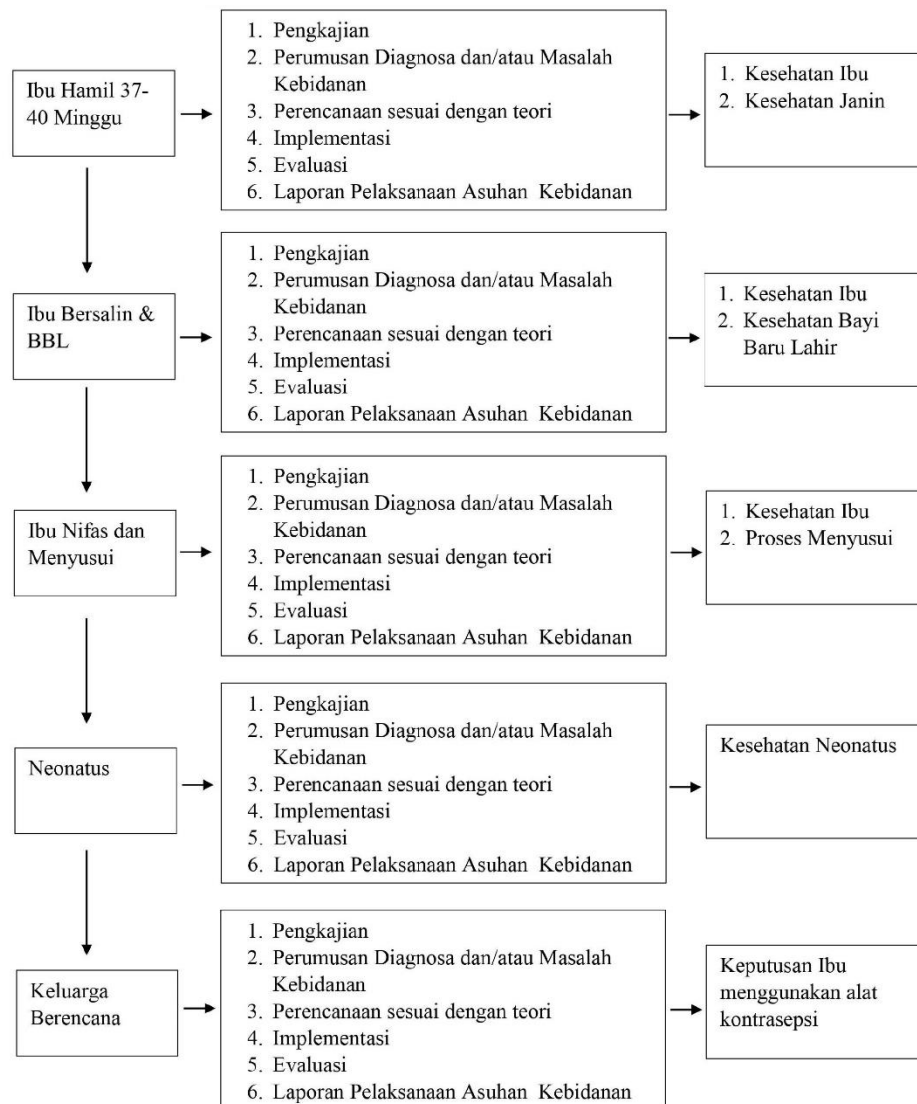 Ibu Hamil 37-
40 Minggu
1. Pengkajian
2. Perumusan Diagnosa dan/atau Masalah
Kebidanan
3. Perencanaan sesuai dengan teori
4. Implementasi
5. Evaluasi
6. Laporan Pelaksanaan Asuhan Kebidanan
1. Kesehatan Ibu
2. Kesehatan Janin
Ibu Bersalin &
BBL
1. Pengkajian
2. Perumusan Diagnosa dan/atau Masalah
Kebidanan
3. Perencanaan sesuai dengan teori
4. Implementasi
5. Evaluasi
6. Laporan Pelaksanaan Asuhan Kebidanan
1. Kesehatan Ibu
2. Kesehatan Bayi
Baru Lahir
Ibu Nifas dan
Menyusui
1. Pengkajian
2. Perumusan Diagnosa dan/atau Masalah
Kebidanan
3. Perencanaan sesuai dengan teori
4. Implementasi
5. Evaluasi
6. Laporan Pelaksanaan Asuhan Kebidanan
1. Kesehatan Ibu
2. Proses Menyusui
Neonatus
1. Pengkajian
2. Perumusan Diagnosa dan/atau Masalah
Kebidanan
3. Perencanaan sesuai dengan teori
4. Implementasi
5. Evaluasi
6. Laporan Pelaksanaan Asuhan Kebidanan
Kesehatan Neonatus
Keluarga
Berencana
1. Pengkajian
2. Perumusan Diagnosa dan/atau Masalah
Kebidanan
3. Perencanaan sesuai dengan teori
4. Implementasi
5. Evaluasi
6. Laporan Pelaksanaan Asuhan Kebidanan
Keputusan Ibu
menggunakan alat
kontrasepsi